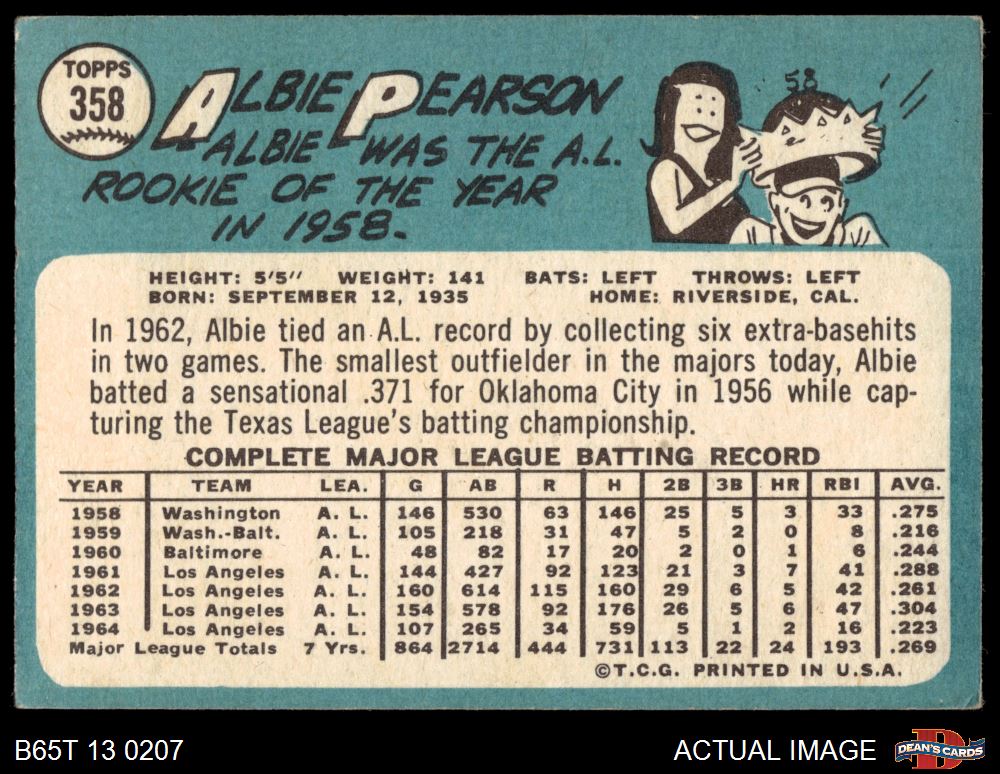 TOPPS
358
ALBIE PEARSON
ALBIE WAS THE A.L.
ROOKIE OF THE YEAR
IN 1958.
58
HEIGHT: 5'5" WEIGHT: 141 BATS: LEFT THROWS: LEFT
BORN: SEPTEMBER 12, 1935 HOME: RIVERSIDE, CAL.
In 1962, Albie tied an A.L. record by collecting six extra-basehits
in two games. The smallest outfielder in the majors today, Albie
batted a sensational .371 for Oklahoma City in 1956 while cap-
turing the Texas League's batting championship.
COMPLETE MAJOR LEAGUE BATTING RECORD
YEAR TEAM LEA. G AB R H 2B 3B HR RBI AVG.
1958 Washington A. L. 146 530 63 146 25 5 3 33 .275
1959 Wash.-Balt. A. L. 105 218 31 47 5 2 0 8 .216
1960 Baltimore A. L. 48 82 17 20 2 0 1 6 .244
1961 Los Angeles A. L. 144 427 92 123 21 3 7 41 .288
1962 Los Angeles A. L. 160 614 115 160 29 6 5 42 .261
1963 Los Angeles A. L. 154 578 92 176 26 5 6 47 .304
1964 Los Angeles A. L. 107 265 34 59 5 1 2 16 .223
Major League Totals 7 Yrs. 864 2714 444 731 113 22 24 193 .269
©T.C.G. PRINTED IN U.S.A.
B65T 13 0207
ACTUAL IMAGE
D
DEAN'S CARDS